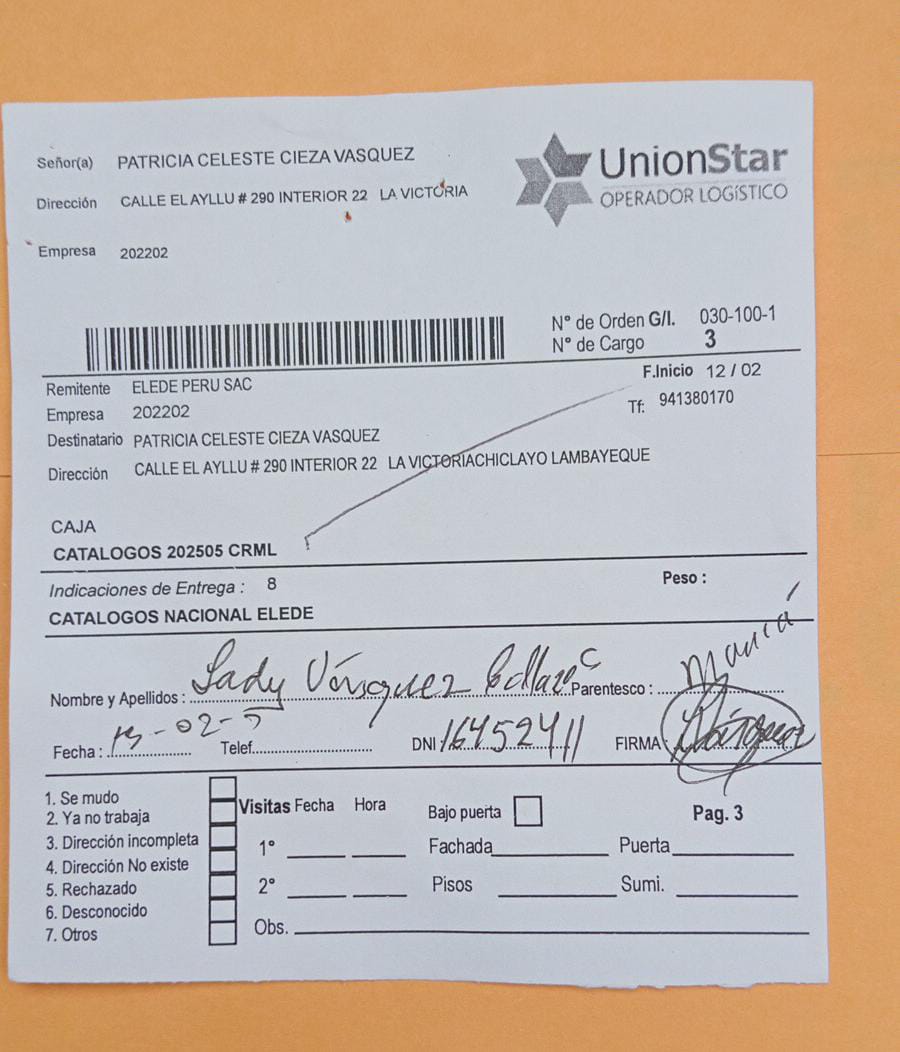 Señor(a) PATRICIA CELESTE CIEZA VASQUEZ
UnionStar
OPERADOR LOGÍSTICO
Dirección CALLE EL AYLLU # 290 INTERIOR 22 LA VICTORIA
Empresa 202202
N° de Orden G/I. 030-100-1
N° de Cargo 3
F.Inicio 12 / 02
Tf: 941380170
Remitente ELEDE PERU SAC
Empresa 202202
Destinatario PATRICIA CELESTE CIEZA VASQUEZ
Dirección CALLE EL AYLLU # 290 INTERIOR 22 LA VICTORIACHICLAYO LAMBAYEQUE
CAJA
CATALOGOS 202505 CRML
Indicaciones de Entrega : 8 Peso :
CATALOGOS NACIONAL ELEDE
Nombre y Apellidos : Lady Vásquez Parentesco : Mamá
Fecha : 13-02-5 Telef. DNI 16452411 FIRMA Vásquez
1. Se mudo
2. Ya no trabaja
3. Dirección incompleta
4. Dirección No existe
5. Rechazado
6. Desconocido
7. Otros
Visitas Fecha Hora
1°
2°
Obs.
Bajo puerta
Fachada
Pisos
Pag. 3
Puerta
Sumi.